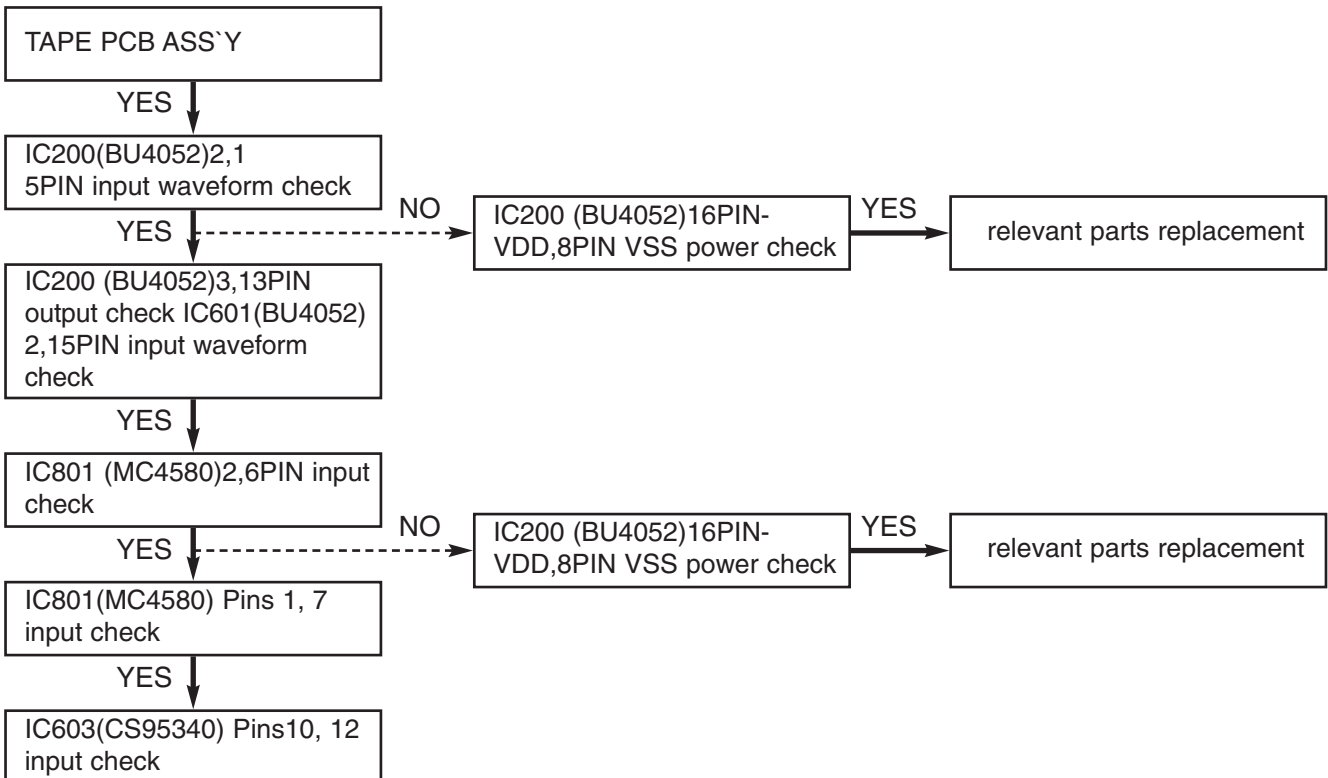 TAPE PCB ASS`Y
YES
IC200(BU4052)2,1
5PIN input waveform check
YES
NO
IC200 (BU4052)16PIN-
VDD,8PIN VSS power check
YES
relevant parts replacement
IC200 (BU4052)3,13PIN
output check IC601(BU4052)
2,15PIN input waveform
check
YES
IC801 (MC4580)2,6PIN input
check
YES
NO
IC200 (BU4052)16PIN-
VDD,8PIN VSS power check
YES
relevant parts replacement
IC801(MC4580) Pins 1, 7
input check
YES
IC603(CS95340) Pins10, 12
input check